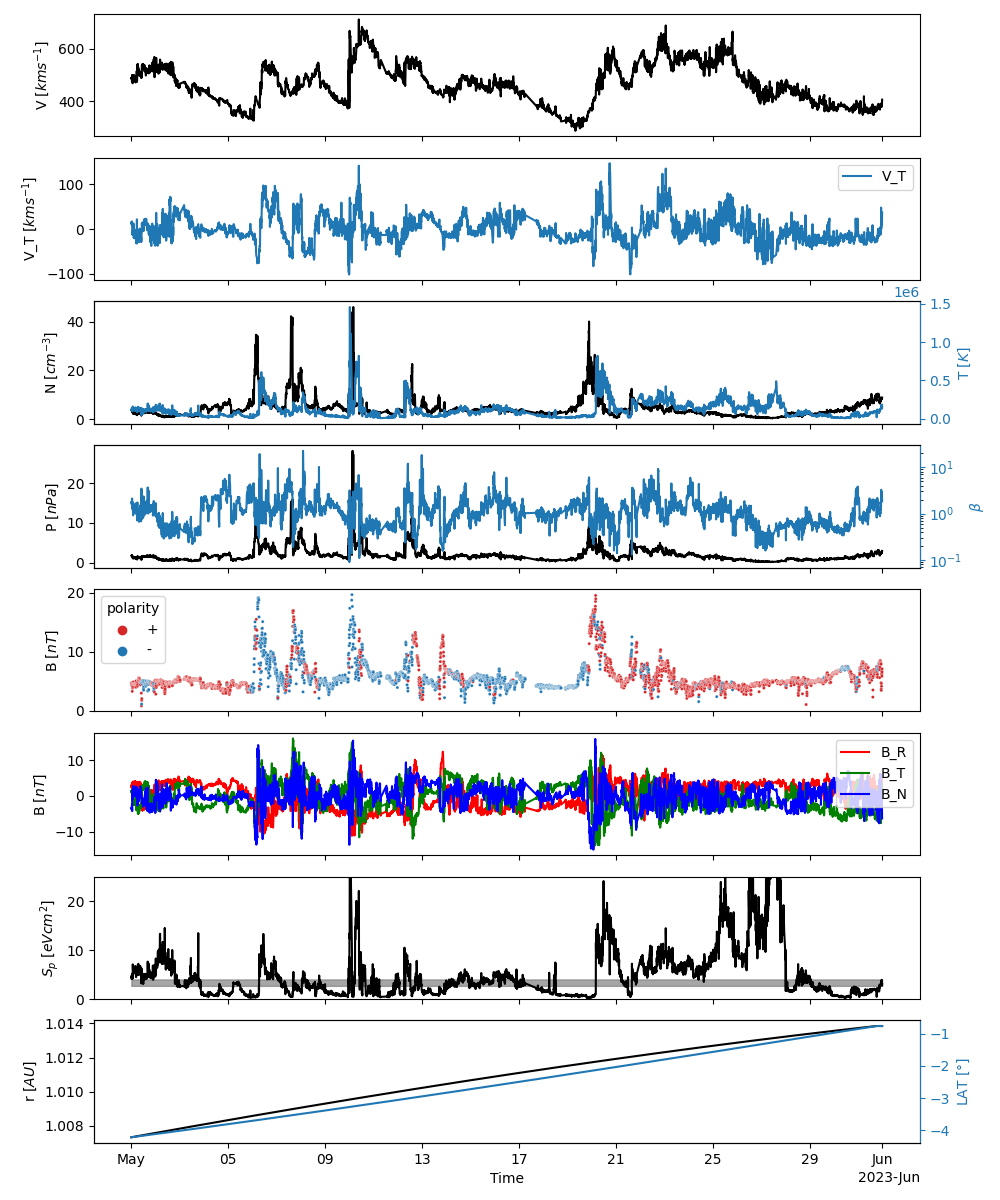 600
400
V [kms⁻¹]
100
0
−100
V_T [kms⁻¹]
V_T
1e6
40
20
0
N [cm⁻³]
1.5
1.0
0.5
0.0
T [K]
20
10
0
P [nPa]
10¹
10⁰
10⁻¹
β
20
10
0
B [nT]
polarity
+
-
10
0
−10
B [nT]
B_R
B_T
B_N
20
10
0
Sₚ [eVcm²]
1.014
1.012
1.010
1.008
r [AU]
−1
−2
−3
−4
LAT [°]
May 05 09 13 17 21 25 29 Jun
Time
2023-Jun